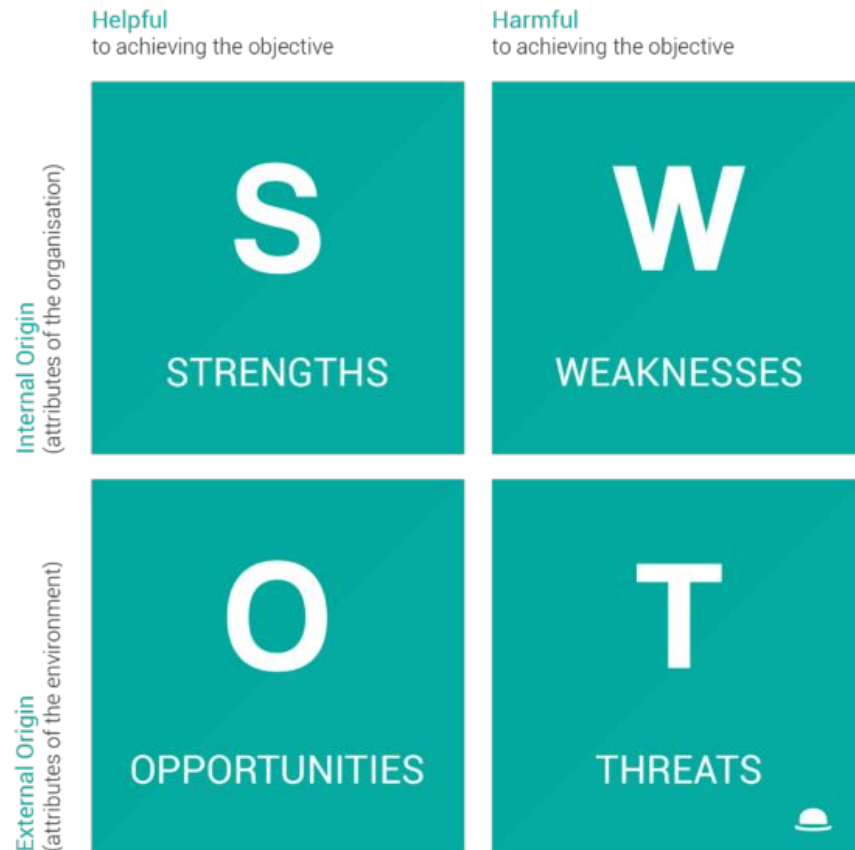 Helpful
to achieving the objective
Harmful
to achieving the objective
Internal Origin
(attributes of the organisation)
S
STRENGTHS
W
WEAKNESSES
External Origin
(attributes of the environment)
O
OPPORTUNITIES
T
THREATS